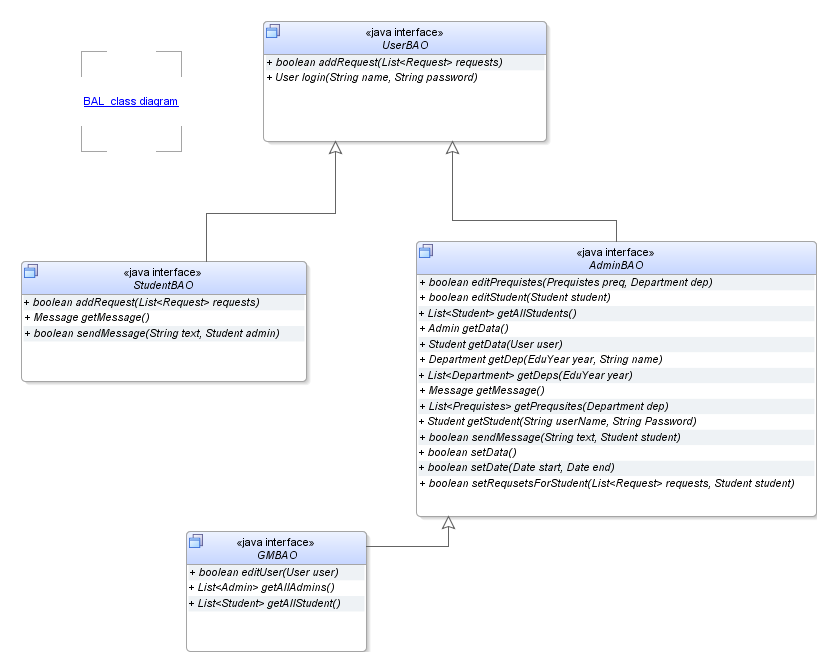 «java interface»
UserBAO
+ boolean addRequest(List<Request> requests)
+ User login(String name, String password)
BAL class diagram
«java interface»
StudentBAO
+ boolean addRequest(List<Request> requests)
+ Message getMessage()
+ boolean sendMessage(String text, Student admin)
«java interface»
AdminBAO
+ boolean editPrequistes(Prequistes preq, Department dep)
+ boolean editStudent(Student student)
+ List<Student> getAllStudents()
+ Admin getData()
+ Student getData(User user)
+ Department getDep(EduYear year, String name)
+ List<Department> getDeps(EduYear year)
+ Message getMessage()
+ List<Prequistes> getPrequsites(Department dep)
+ Student getStudent(String userName, String Password)
+ boolean sendMessage(String text, Student student)
+ boolean setData()
+ boolean setDate(Date start, Date end)
+ boolean setRequsetsForStudent(List<Request> requests, Student student)
«java interface»
GMBAO
+ boolean editUser(User user)
+ List<Admin> getAllAdmins()
+ List<Student> getAllStudent()